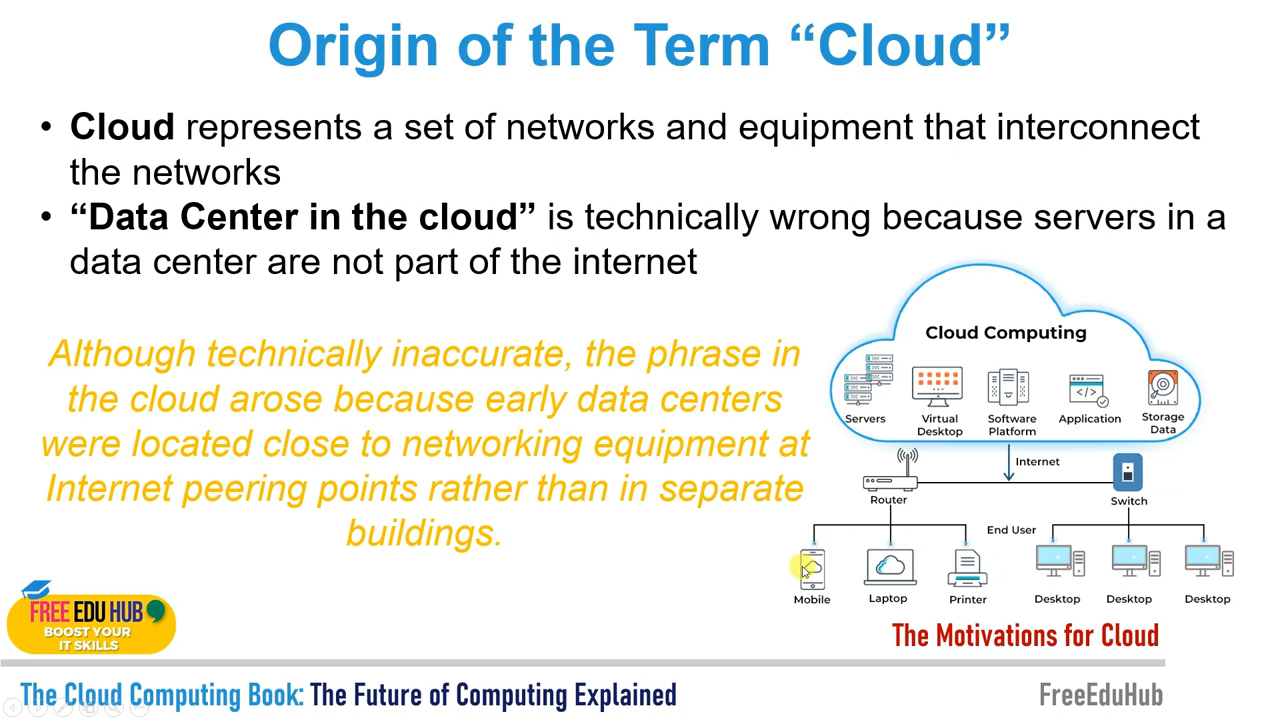 Origin of the Term “Cloud”
• Cloud represents a set of networks and equipment that interconnect
the networks
• “Data Center in the cloud” is technically wrong because servers in a
data center are not part of the internet
Although technically inaccurate, the phrase in
the cloud arose because early data centers
were located close to networking equipment at
Internet peering points rather than in separate
buildings.
Cloud Computing
Servers
Virtual
Desktop
Software
Platform
Application
Storage
Data
Internet
Router
Switch
End User
Mobile
Laptop
Printer
Desktop
Desktop
Desktop
The Motivations for Cloud
FREE EDU HUB
BOOST YOUR
IT SKILLS
The Cloud Computing Book: The Future of Computing Explained
FreeEduHub